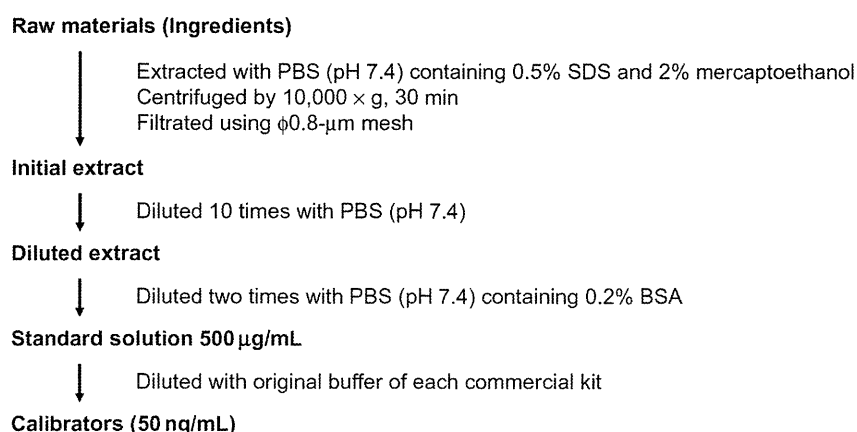 Raw materials (Ingredients)
Extracted with PBS (pH 7.4) containing 0.5% SDS and 2% mercaptoethanol
Centrifuged by 10,000 × g, 30 min
Filtrated using ϕ0.8-μm mesh
Initial extract
Diluted 10 times with PBS (pH 7.4)
Diluted extract
Diluted two times with PBS (pH 7.4) containing 0.2% BSA
Standard solution 500 μg/mL
Diluted with original buffer of each commercial kit
Calibrators (50 ng/mL)